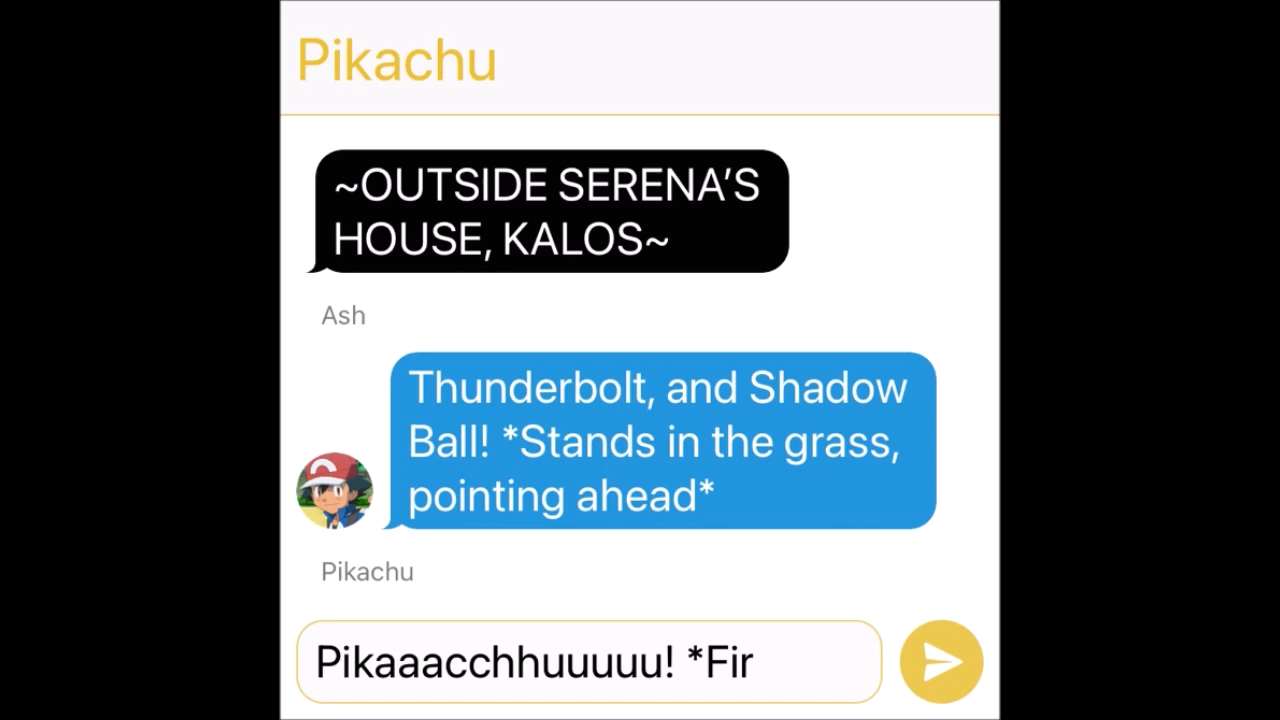 Pikachu
~OUTSIDE SERENA’S
HOUSE, KALOS~
Ash
Thunderbolt, and Shadow
Ball! *Stands in the grass,
pointing ahead*
Pikachu
Pikaaacchhuuuuu! *Fir